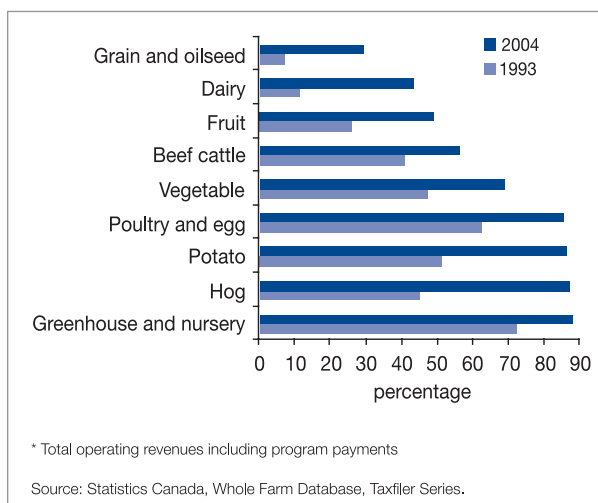 2004
1993
Grain and oilseed
Dairy
Fruit
Beef cattle
Vegetable
Poultry and egg
Potato
Hog
Greenhouse and nursery
0 10 20 30 40 50 60 70 80 90
percentage
* Total operating revenues including program payments
Source: Statistics Canada, Whole Farm Database, Taxfiler Series.